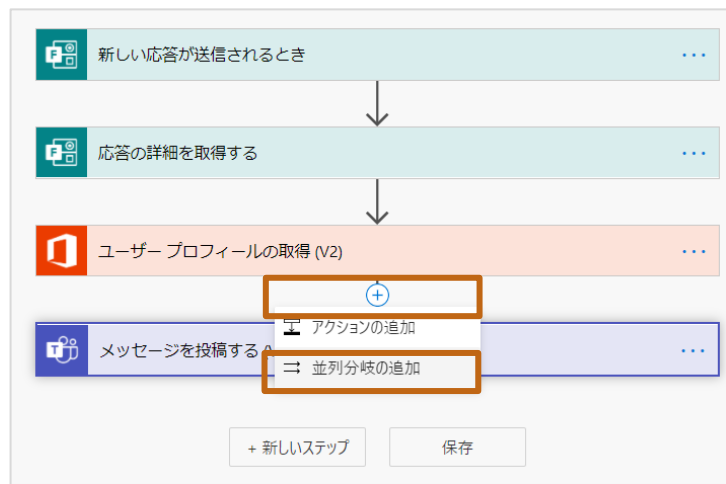 新しい応答が送信されるとき
応答の詳細を取得する
ユーザー プロフィールの取得 (V2)
アクションの追加
メッセージを投稿する
並列分岐の追加
+ 新しいステップ
保存